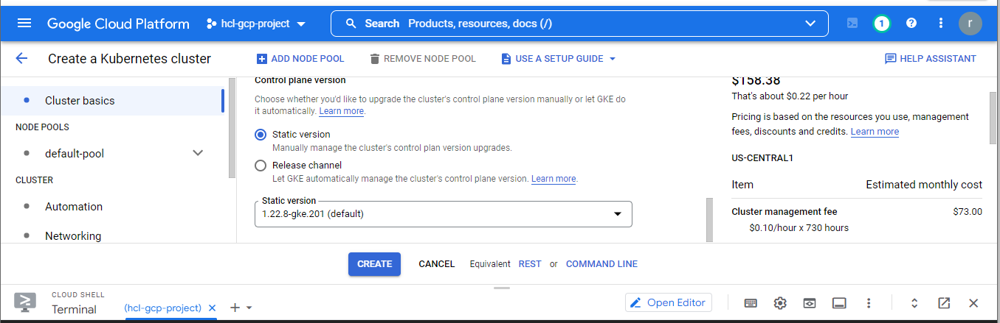 Google Cloud Platform
hcl-gcp-project
Search Products, resources, docs (/)
1
?
r
Create a Kubernetes cluster
ADD NODE POOL
REMOVE NODE POOL
USE A SETUP GUIDE
HELP ASSISTANT
Cluster basics
NODE POOLS
default-pool
CLUSTER
Automation
Networking
Control plane version
Choose whether you'd like to upgrade the cluster's control plane version manually or let GKE do
it automatically. Learn more.
Static version
Manually manage the cluster's control plan version upgrades.
Release channel
Let GKE automatically manage the cluster's control plane version. Learn more.
Static version
1.22.8-gke.201 (default)
$158.38
That's about $0.22 per hour
Pricing is based on the resources you use, management
fees, discounts and credits. Learn more
US-CENTRAL1
Item Estimated monthly cost
Cluster management fee $73.00
$0.10/hour x 730 hours
CREATE CANCEL Equivalent REST or COMMAND LINE
CLOUD SHELL
Terminal
(hcl-gcp-project)
Open Editor